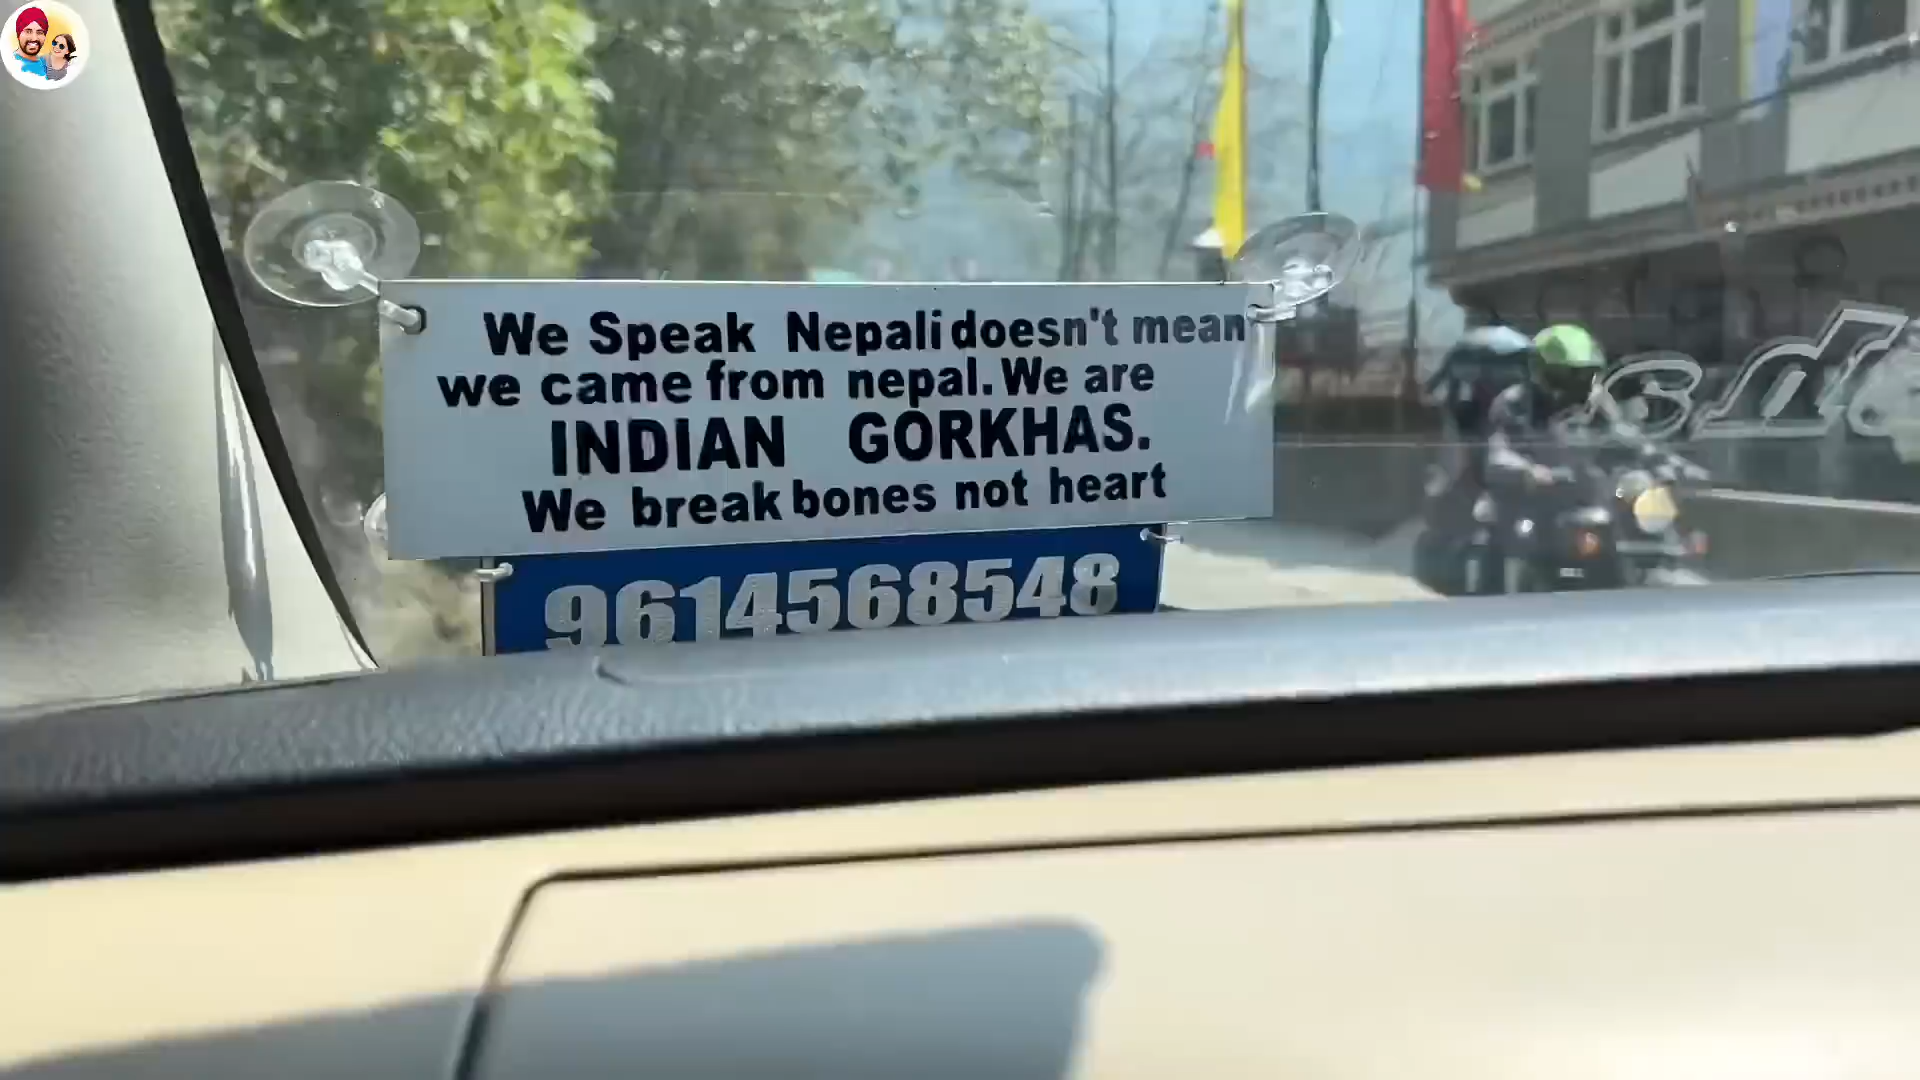 We Speak Nepali doesn't mean
we came from nepal. We are
INDIAN GORKHAS.
We break bones not heart
9614568548